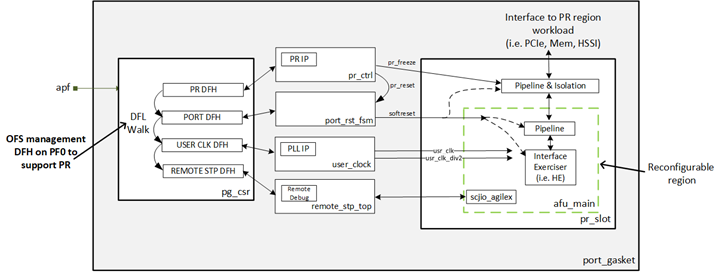 Interface to PR region
workload
(i.e. PCIe, Mem, HSSI)
apf
OFS management
DFH on PF0 to
support PR
DFL
Walk
PR DFH
PORT DFH
USER CLK DFH
REMOTE STP DFH
pg_csr
PR IP
pr_ctrl
port_rst_fsm
PLL IP
user_clock
Remote
Debug
remote_stp_top
pr_freeze
pr_reset
softreset
usr_clk
usr_clk_div2
Pipeline & Isolation
Pipeline
Interface
Exerciser
(i.e. HE)
scjio_agilex
afu_main
pr_slot
Reconfigurable
region
port_gasket